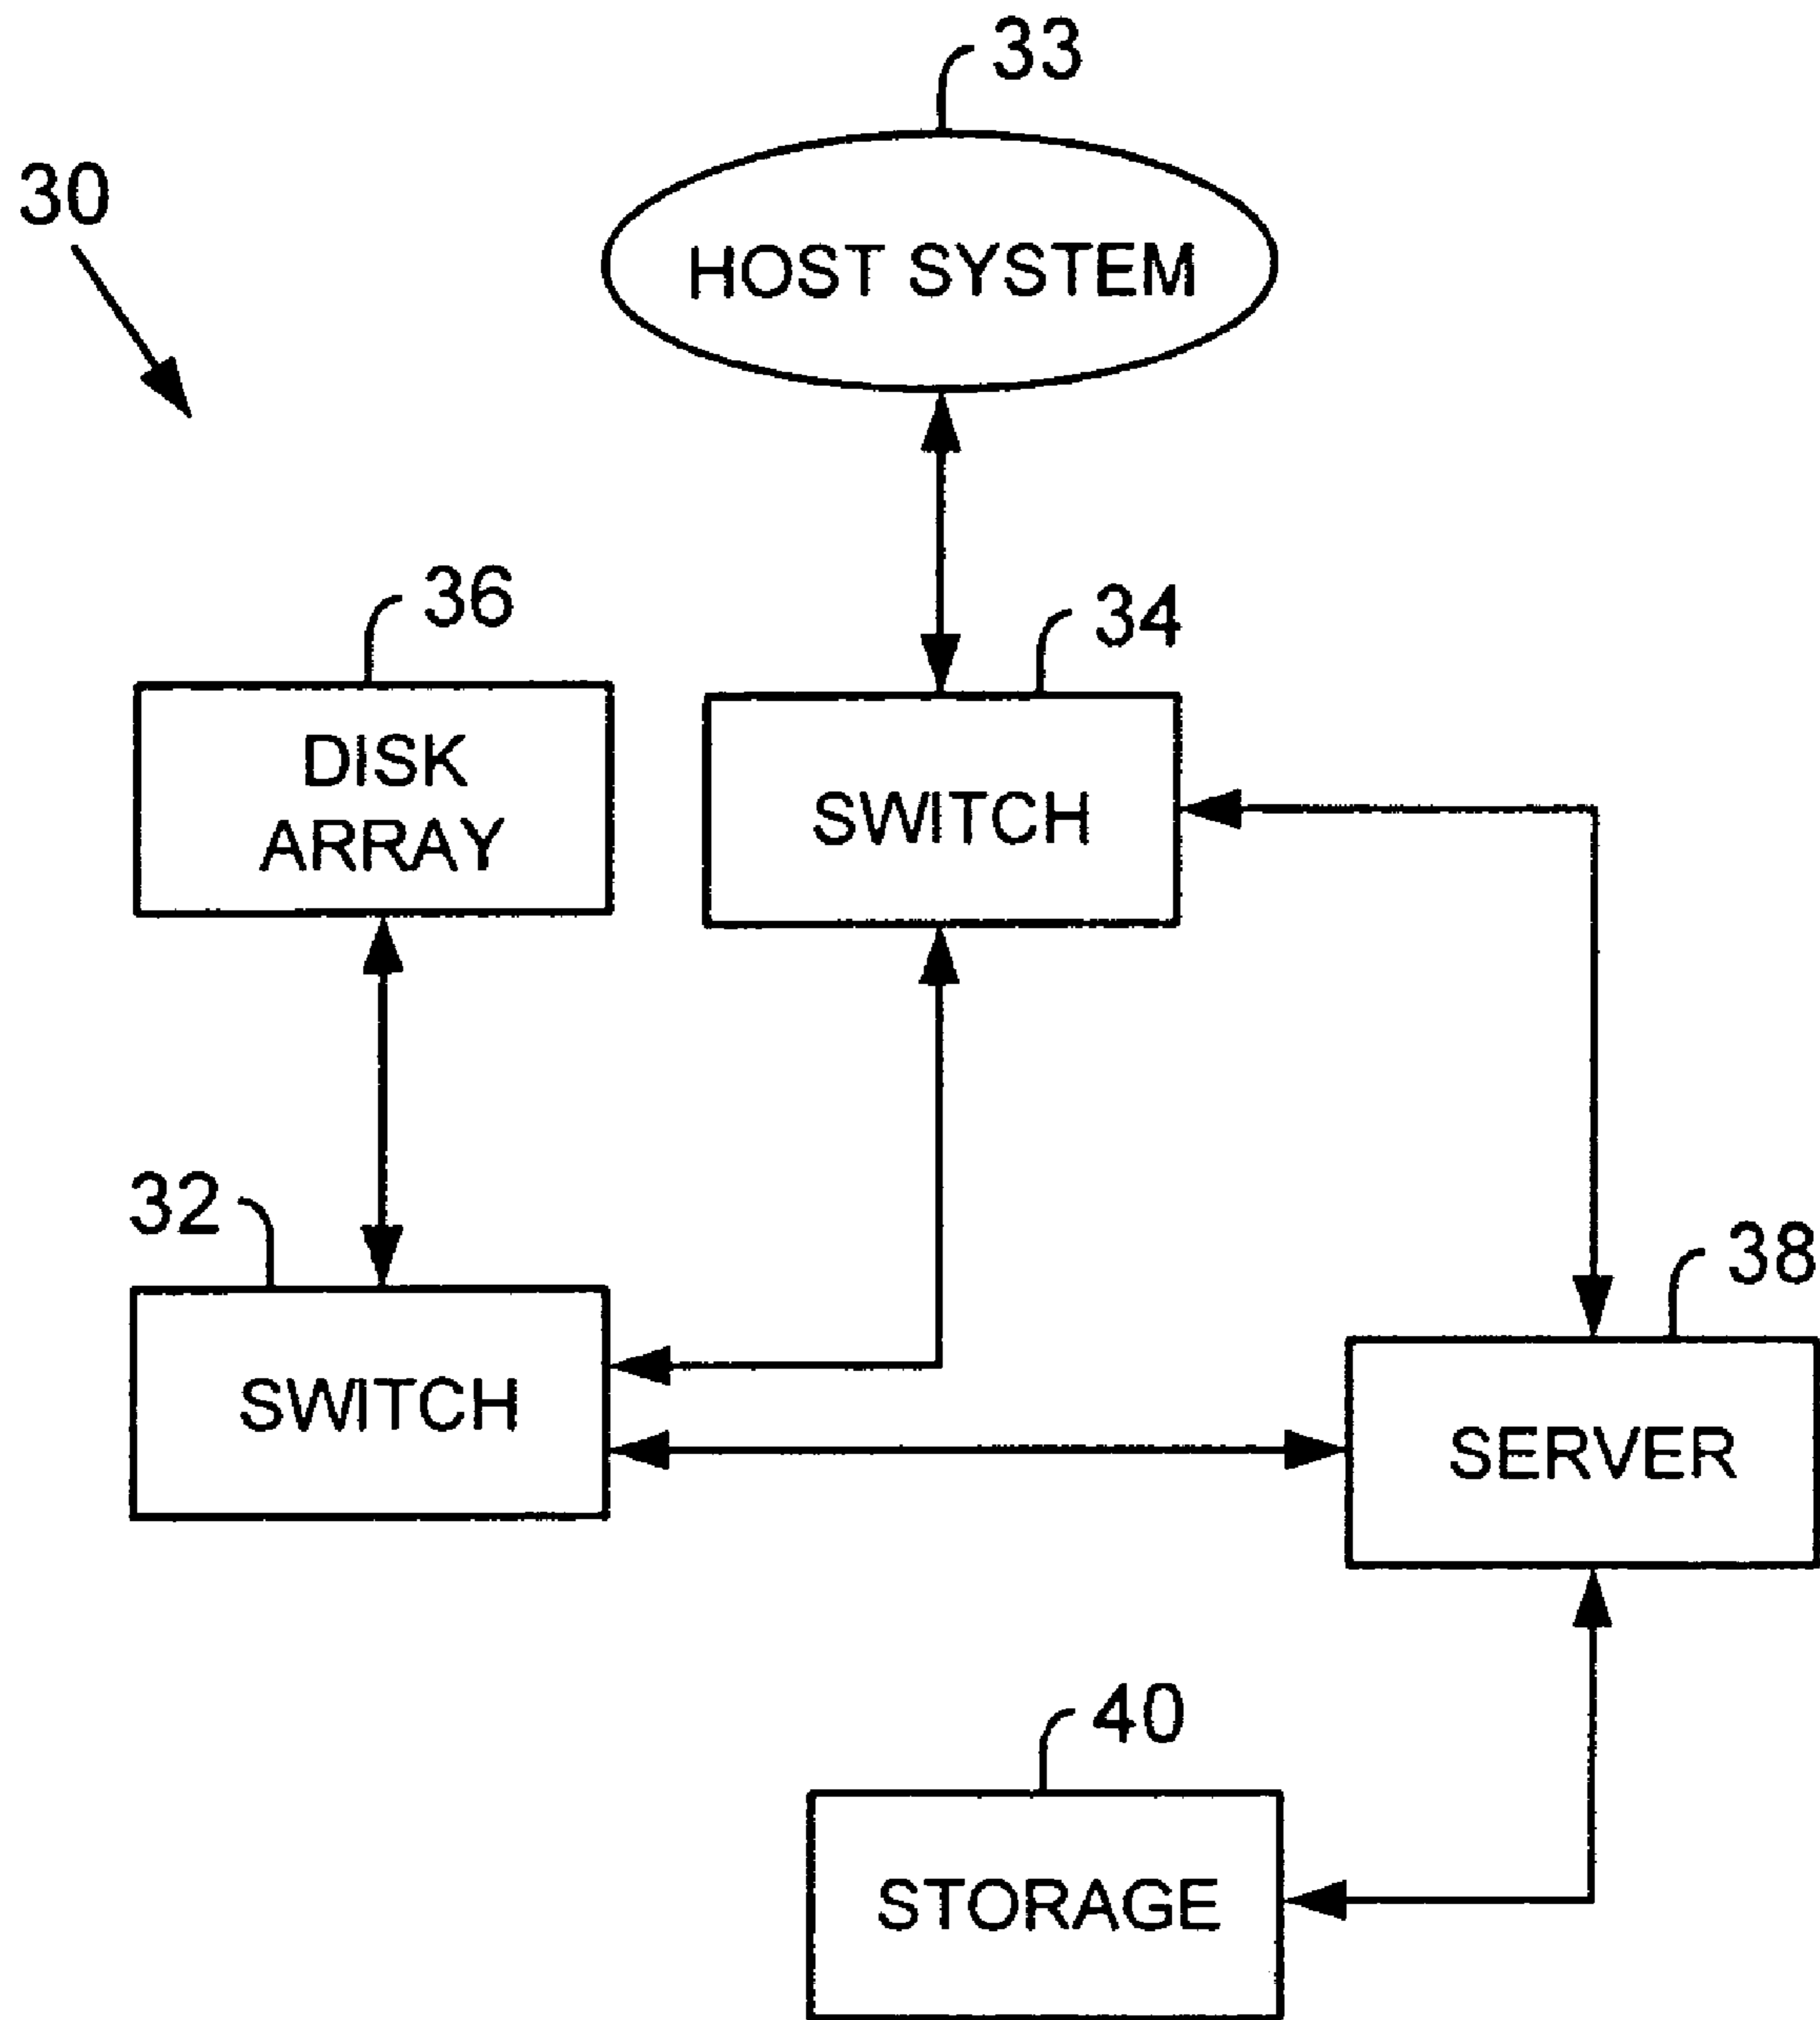 33
30
HOST SYSTEM
36
34
DISK
ARRAY
SWITCH
32
38
SWITCH
SERVER
40
STORAGE